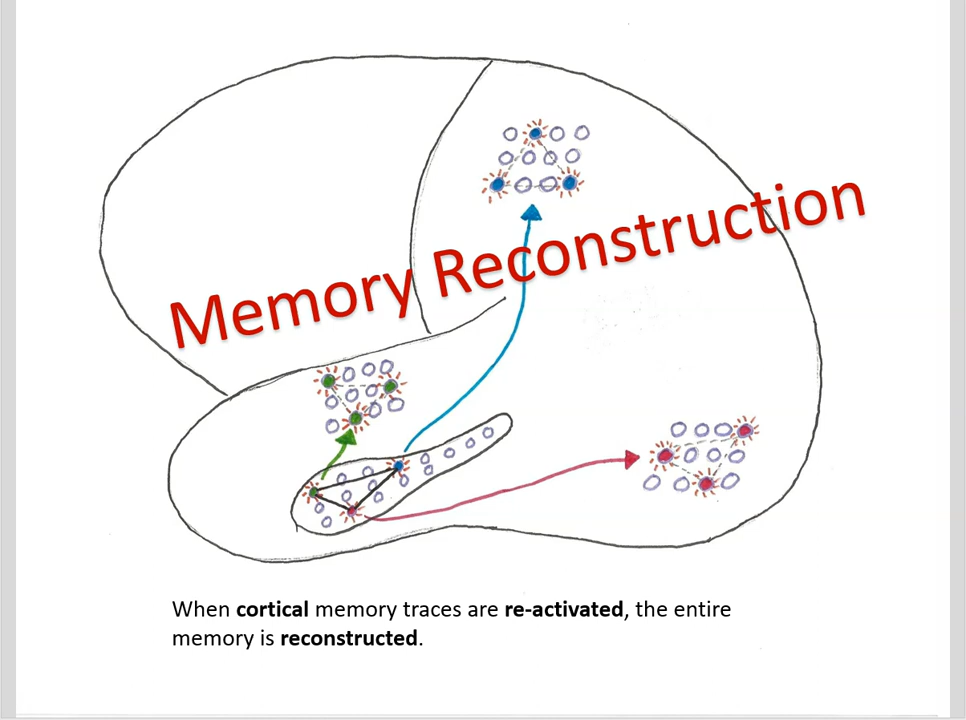 Memory Reconstruction
When cortical memory traces are re-activated, the entire
memory is reconstructed.